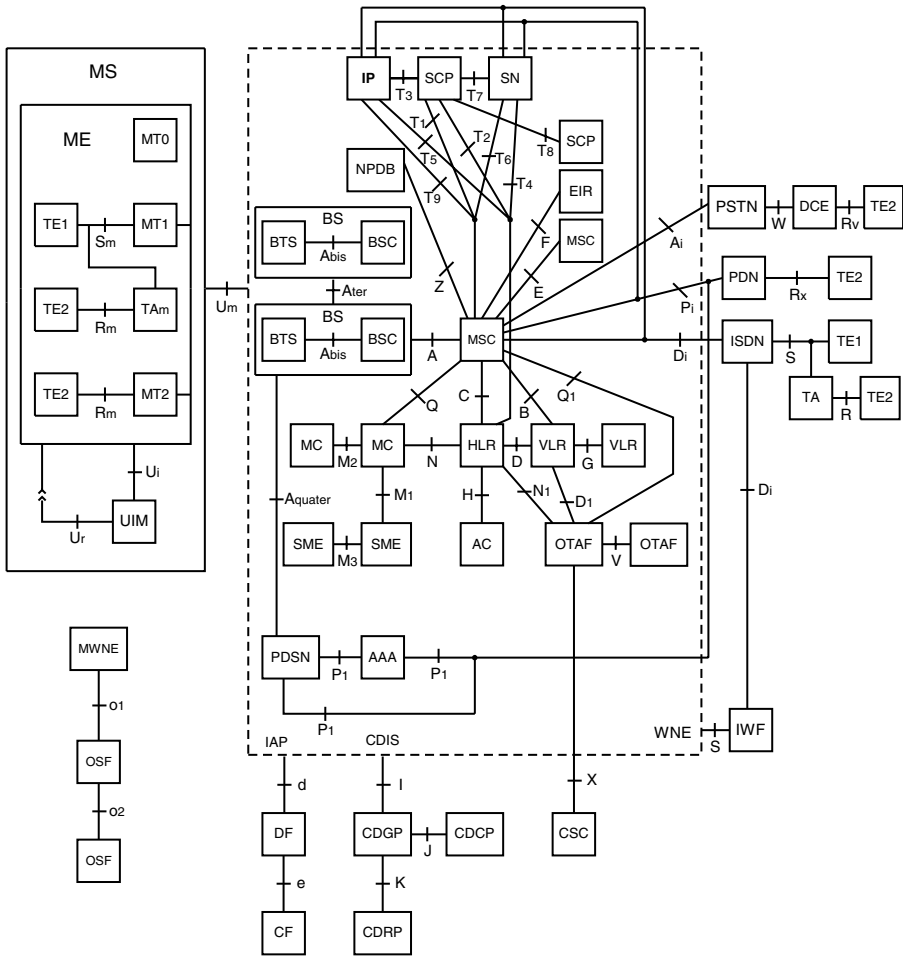 MS
ME
MT0
TE1
Sm
MT1
TE2
Rm
TAm
TE2
Rm
MT2
Ui
UIM
Ur
Um
IP
T3
SCP
T7
SN
T1
T2
T5
T6
T8
SCP
NPDB
T9
T4
EIR
F
MSC
E
Z
BS
BTS
Abis
BSC
Ater
BS
BTS
Abis
BSC
A
MSC
Ai
Pi
Di
PSTN
W
DCE
Rv
TE2
PDN
Rx
TE2
ISDN
S
TE1
TA
R
TE2
Q
C
B
Q1
MC
M2
MC
N
HLR
D
VLR
G
VLR
Aquater
M1
H
N1
D1
SME
M3
SME
AC
OTAF
V
OTAF
Di
PDSN
P1
AAA
P1
P1
IAP
CDIS
WNE
S
IWF
MWNE
o1
OSF
o2
OSF
d
I
X
DF
CDGP
J
CDCP
CSC
e
K
CF
CDRP